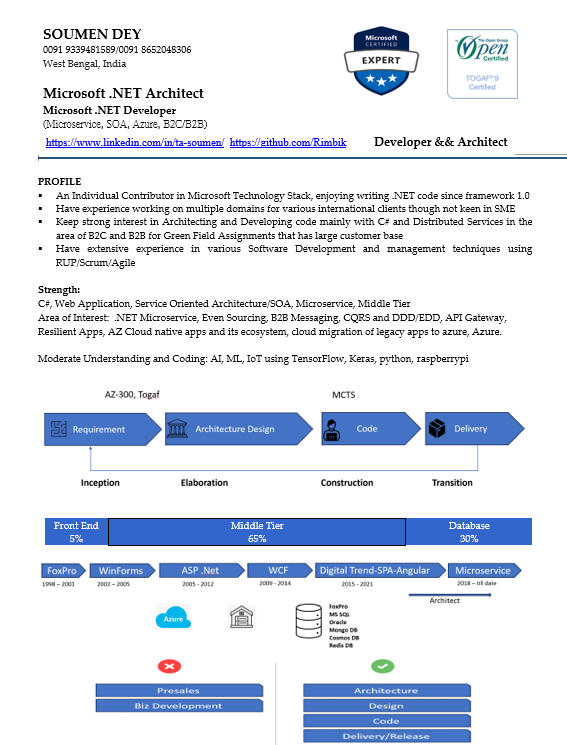 SOUMEN DEY
0091 9339481589/0091 8652048306
West Bengal, India
Microsoft
CERTIFIED
EXPERT
The Open Group
Open
Certified
TOGAF® 9
Certified
Microsoft .NET Architect
Microsoft .NET Developer
(Microservice, SOA, Azure, B2C/B2B)
https://www.linkedin.com/in/ta-soumen/ https://github.com/Rimbik Developer && Architect
PROFILE
▪ An Individual Contributor in Microsoft Technology Stack, enjoying writing .NET code since framework 1.0
▪ Have experience working on multiple domains for various international clients though not keen in SME
▪ Keep strong interest in Architecting and Developing code mainly with C# and Distributed Services in the
area of B2C and B2B for Green Field Assignments that has large customer base
▪ Have extensive experience in various Software Development and management techniques using
RUP/Scrum/Agile
Strength:
C#, Web Application, Service Oriented Architecture/SOA, Microservice, Middle Tier
Area of Interest: .NET Microservice, Even Sourcing, B2B Messaging, CQRS and DDD/EDD, API Gateway,
Resilient Apps, AZ Cloud native apps and its ecosystem, cloud migration of legacy apps to azure, Azure.
Moderate Understanding and Coding: AI, ML, IoT using TensorFlow, Keras, python, raspberrypi
AZ-300, Togaf MCTS
Requirement Architecture Design Code Delivery
Inception Elaboration Construction Transition
Front End Middle Tier Database
5% 65% 30%
FoxPro WinForms ASP .Net WCF Digital Trend-SPA-Angular Microservice
1998 – 2001 2002 – 2005 2005 - 2012 2009 - 2014 2015 - 2021 2018 – till date
Architect
Azure
FoxPro
MS SQL
Oracle
Mongo DB
Cosmos DB
Redis DB
Presales
Biz Development
Architecture
Design
Code
Delivery/Release